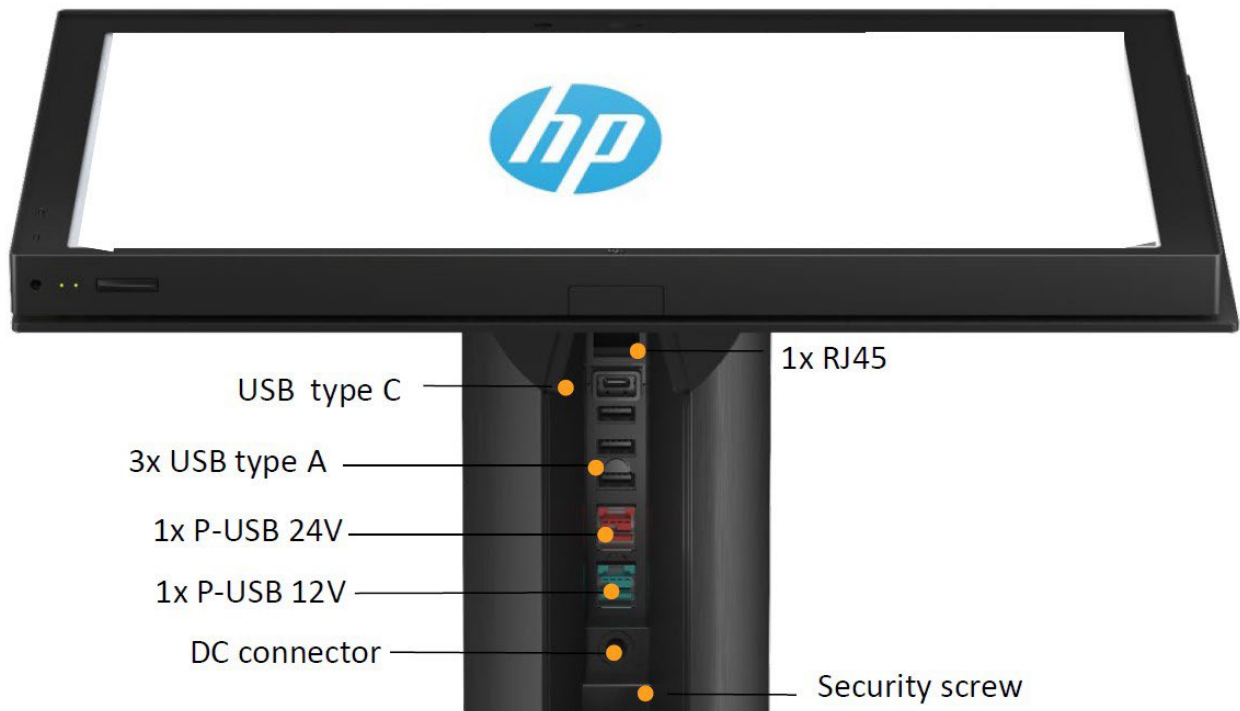 hp
1x RJ45
USB type C
3x USB type A
1x P-USB 24V
1x P-USB 12V
DC connector
Security screw